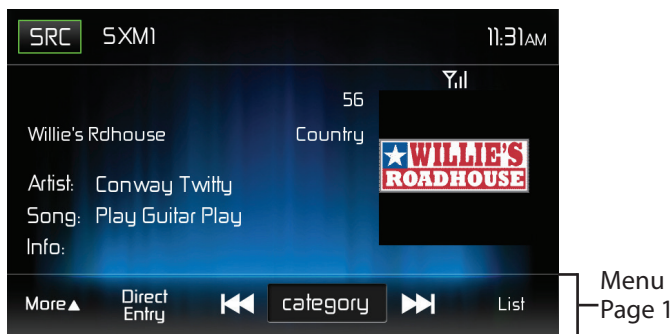 SRC SXM1 11:31AM
56
Willie's Rdhouse Country
WILLIE'S
ROADHOUSE
Artist: Conway Twitty
Song: Play Guitar Play
Info:
More▲ Direct Entry category List
Menu
Page 1